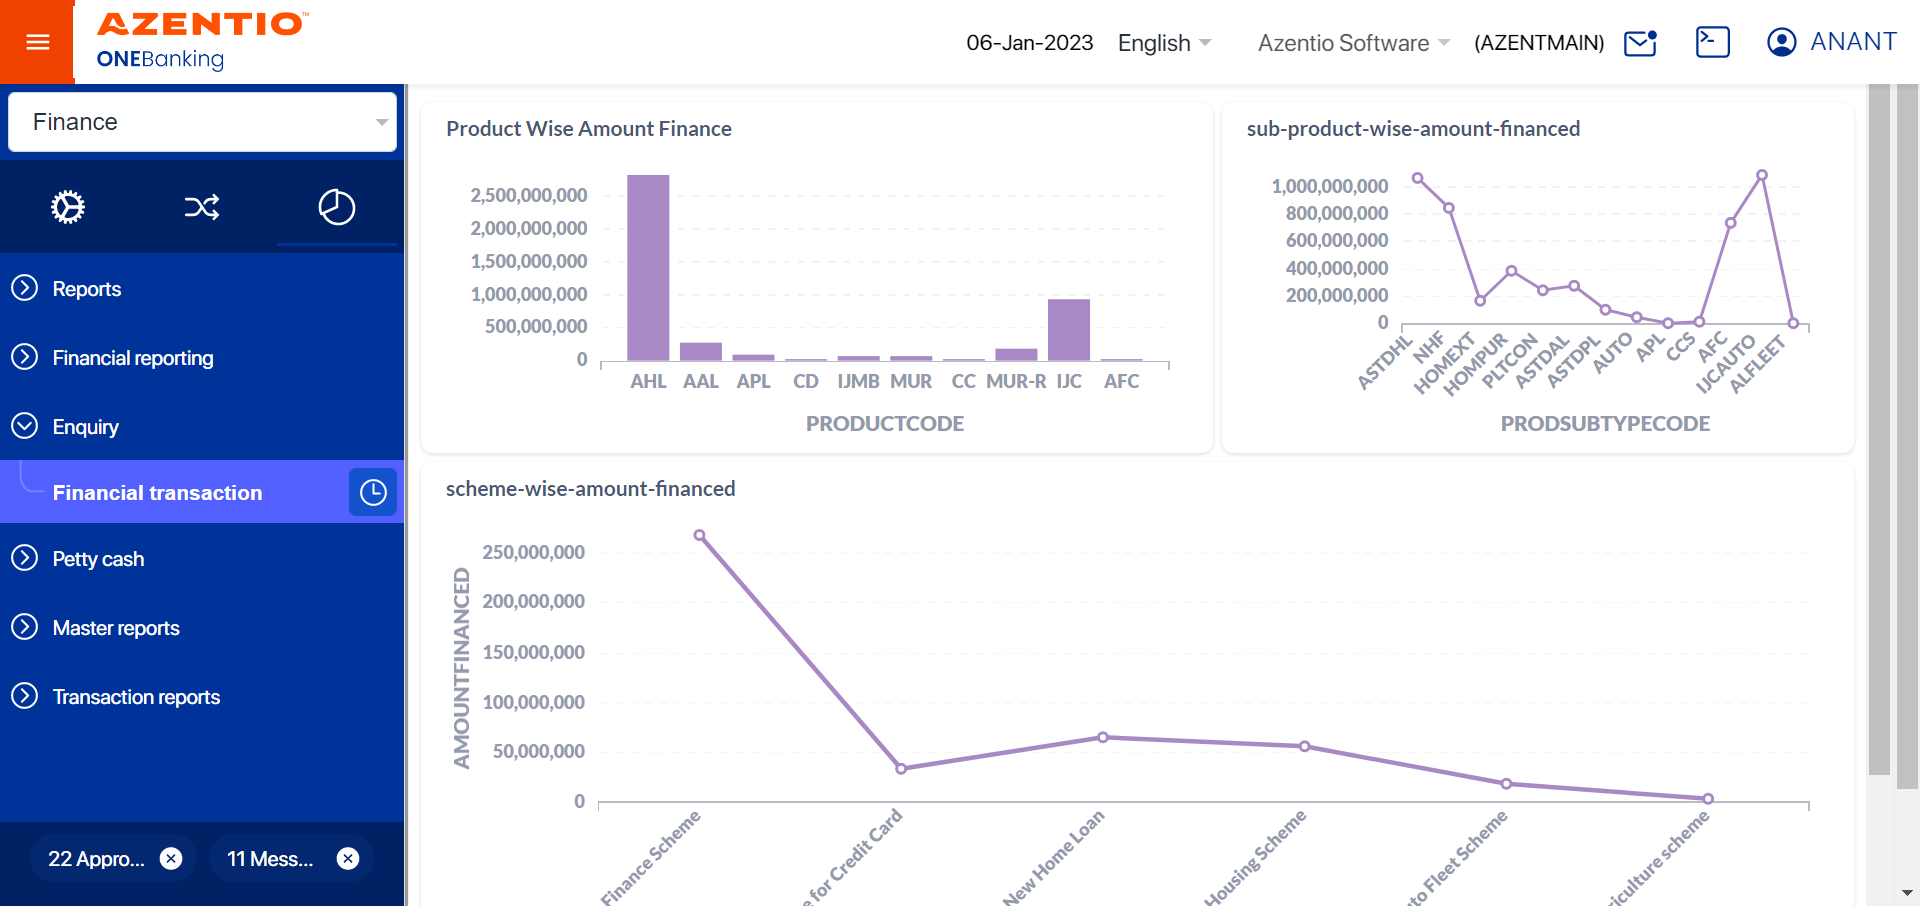 AZENTIO™
ONEBanking
06-Jan-2023
English
Azentio Software
(AZENTMAIN)
ANANT
Finance
Reports
Financial reporting
Enquiry
Financial transaction
Petty cash
Master reports
Transaction reports
22 Appro...
11 Mess...
Product Wise Amount Finance
2,500,000,000
2,000,000,000
1,500,000,000
1,000,000,000
500,000,000
0
AHL AAL APL CD IJMB MUR CC MUR-R IJC AFC
PRODUCTCODE
sub-product-wise-amount-financed
1,000,000,000
800,000,000
600,000,000
400,000,000
200,000,000
0
ASTDHL NHF HOMEXT HOMPUR PLTCON ASTDAL ASTDPL AUTO APL CCS AFC IJCAUTO ALFLEET
PRODSUBTYPECODE
scheme-wise-amount-financed
AMOUNTFINANCED
250,000,000
200,000,000
150,000,000
100,000,000
50,000,000
0
Finance Scheme
for Credit Card
New Home Loan
Housing Scheme
to Fleet Scheme
riculture scheme